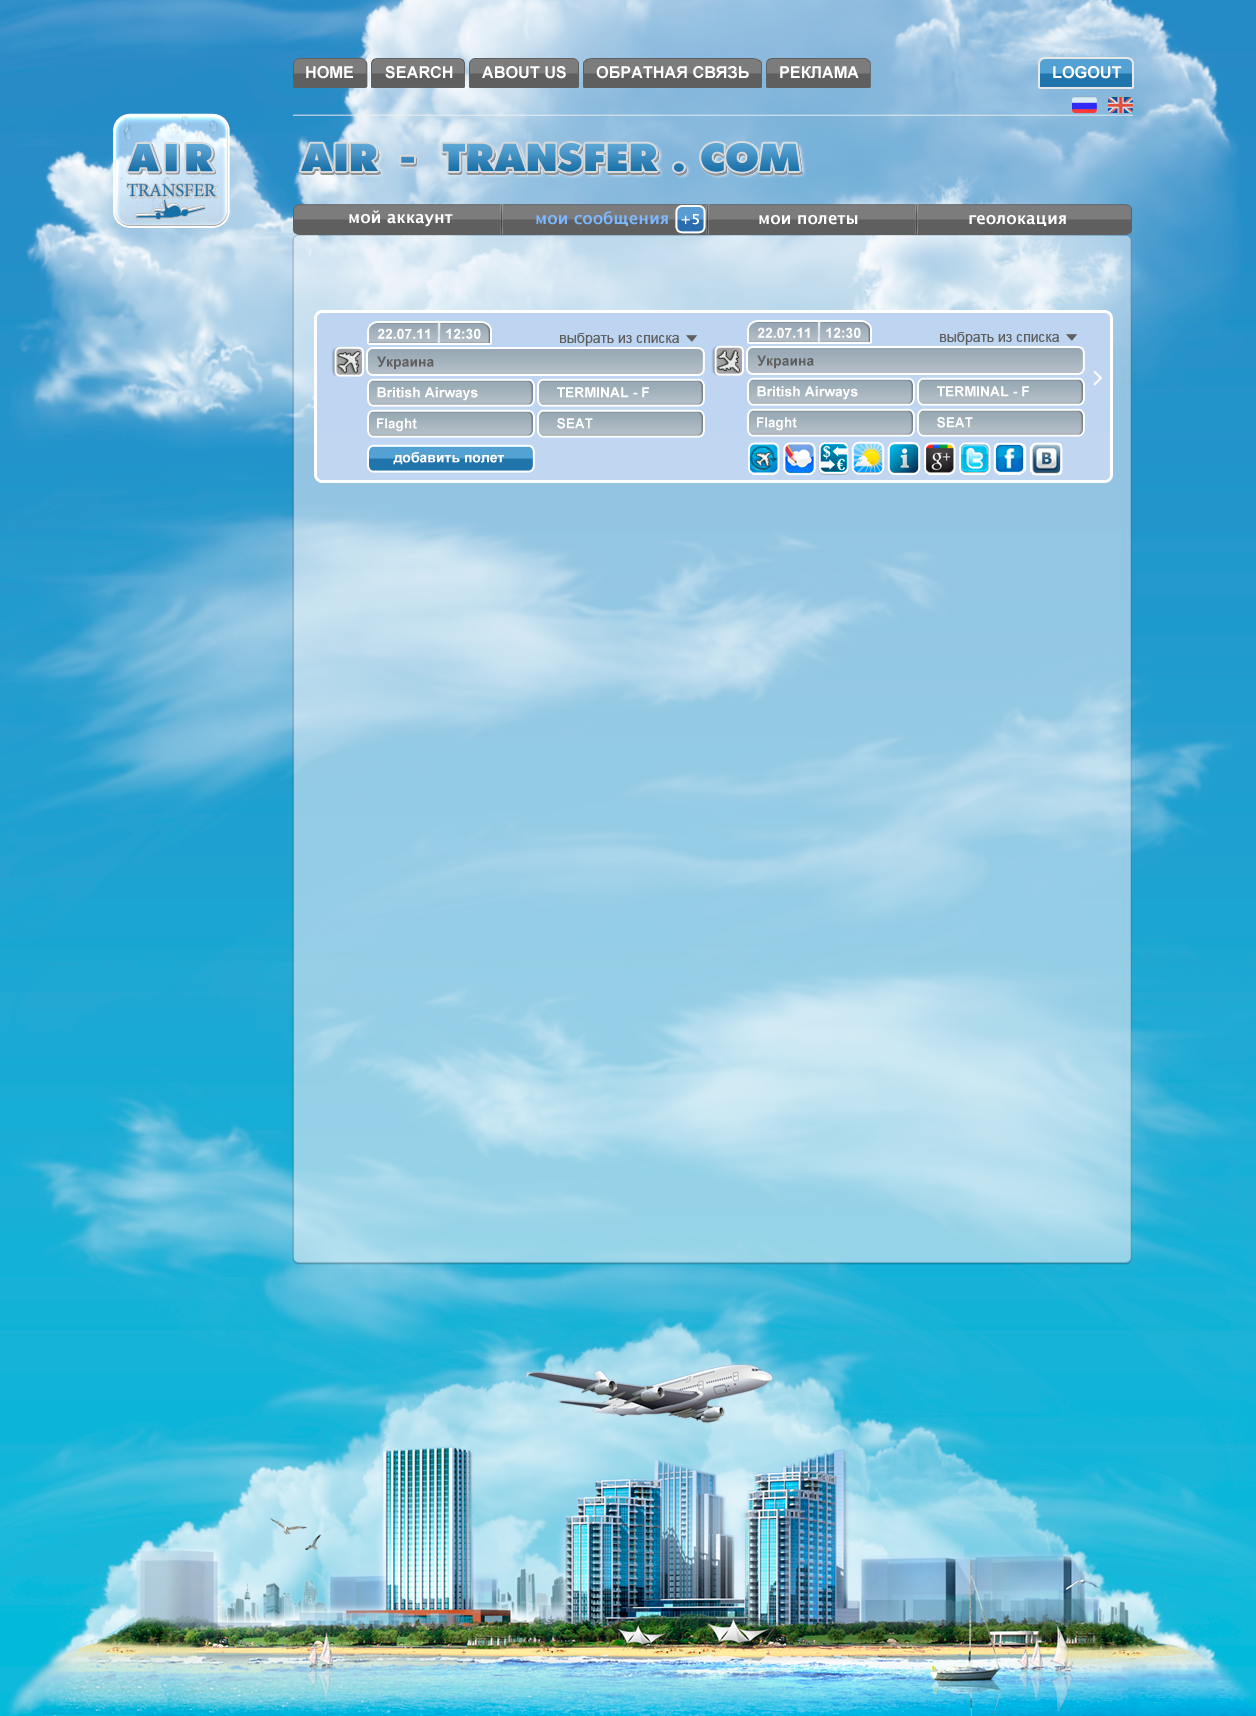 HOME SEARCH ABOUT US ОБРАТНАЯ СВЯЗЬ РЕКЛАМА LOGOUT
AIR
TRANSFER
AIR - TRANSFER . COM
мой аккаунт мои сообщения +5 мои полеты геолокация
22.07.11 12:30 выбрать из списка
Украина
British Airways TERMINAL - F
Flaght SEAT
добавить полет
22.07.11 12:30 выбрать из списка
Украина
British Airways TERMINAL - F
Flaght SEAT
$ € i g+ t f B